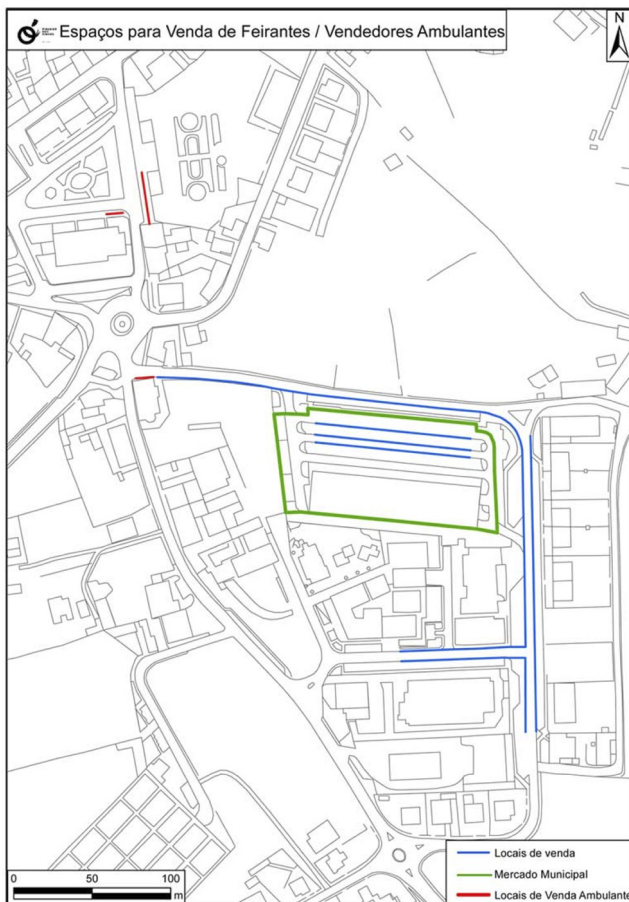 Espaços para Venda de Feirantes / Vendedores Ambulantes
N
Locais de venda
Mercado Municipal
Locais de Venda Ambulante
0 50 100
m